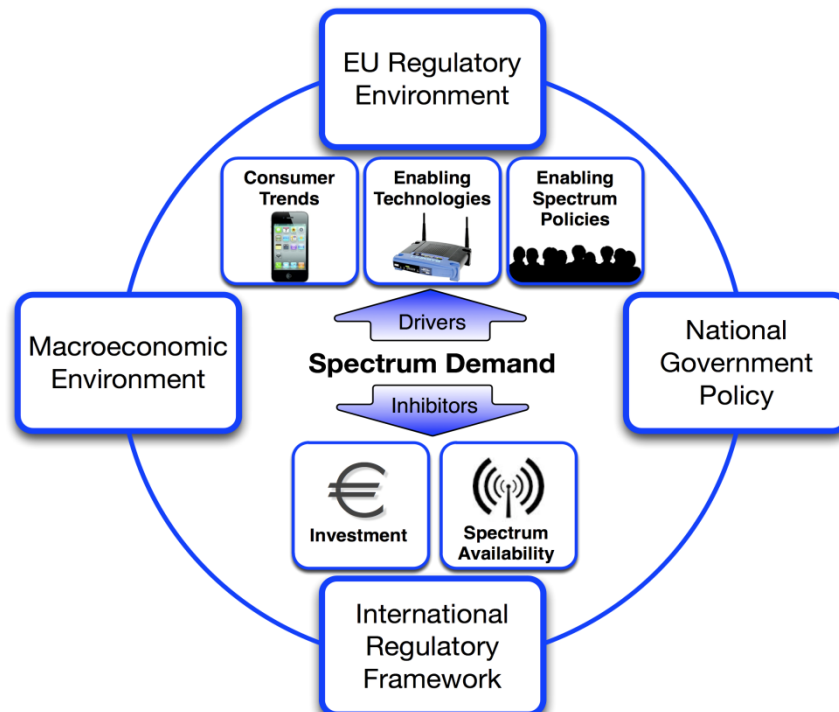 EU Regulatory
Environment
Consumer
Trends
Enabling
Technologies
Enabling
Spectrum
Policies
Macroeconomic
Environment
Drivers
Spectrum Demand
Inhibitors
National
Government
Policy
€
Investment
Spectrum
Availability
International
Regulatory
Framework